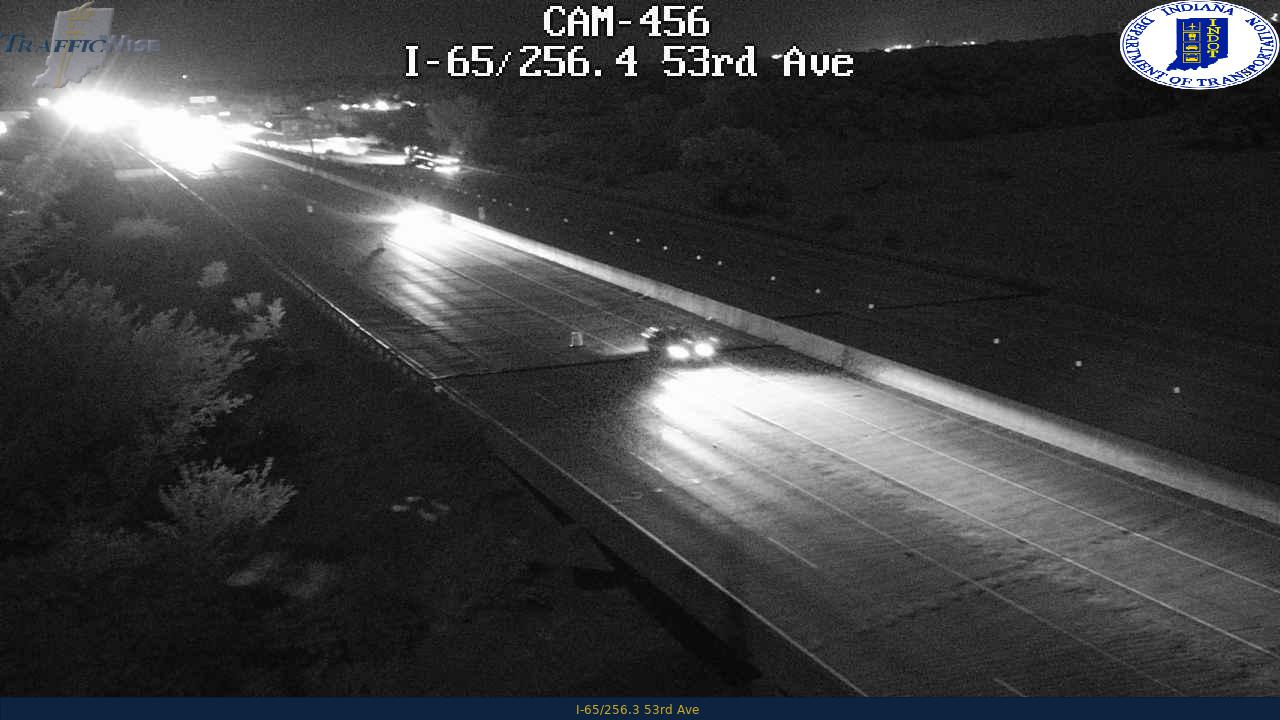 CAM-456
I-65/256.4 53rd Ave
TRAFFICWISE
INDIANA
DEPARTMENT OF TRANSPORTATION
INDOT
I-65/256.3 53rd Ave